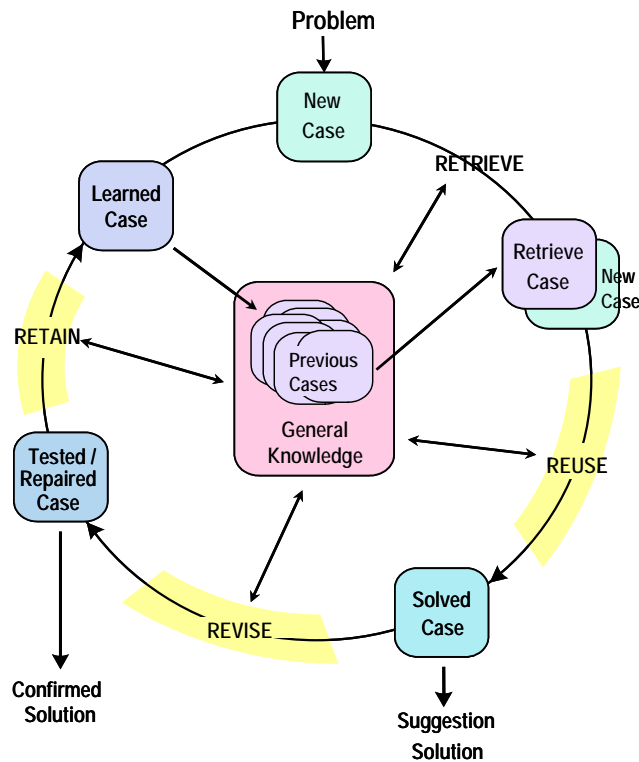 Problem
New
Case
RETRIEVE
Learned
Case
Retrieve
Case
New
Case
RETAIN
Previous
Cases
General
Knowledge
REUSE
Tested /
Repaired
Case
Solved
Case
REVISE
Confirmed
Solution
Suggestion
Solution